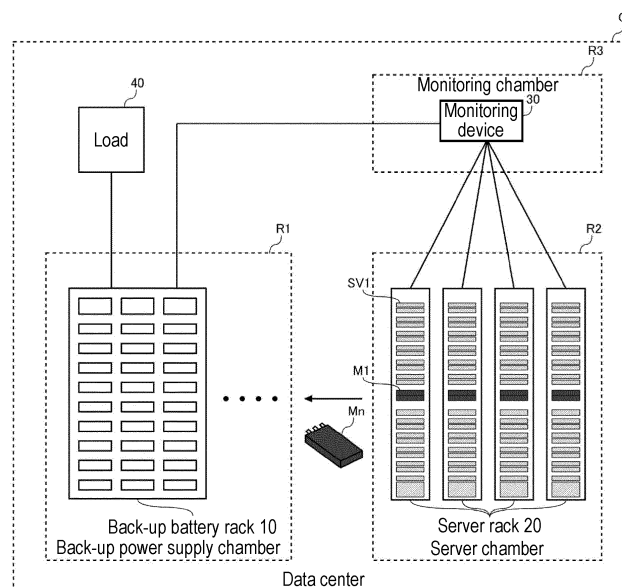 R3
Monitoring chamber
30
Monitoring
device
40
Load
R1
R2
SV1
M1
Mn
Back-up battery rack 10
Back-up power supply chamber
Server rack 20
Server chamber
Data center